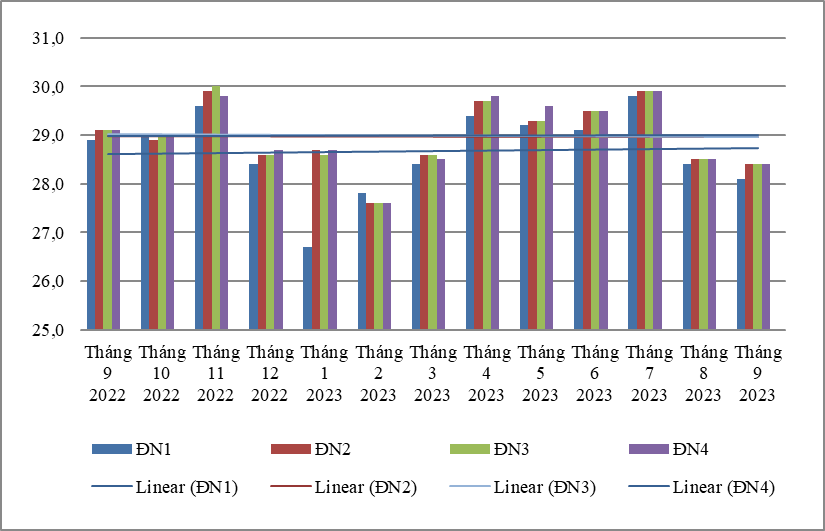 31,0
30,0
29,0
28,0
27,0
26,0
25,0
Tháng Tháng Tháng Tháng Tháng Tháng Tháng Tháng Tháng Tháng Tháng Tháng Tháng
9 10 11 12 1 2 3 4 5 6 7 8 9
2022 2022 2022 2022 2023 2023 2023 2023 2023 2023 2023 2023 2023
ĐN1 ĐN2 ĐN3 ĐN4
Linear (ĐN1) Linear (ĐN2) Linear (ĐN3) Linear (ĐN4)